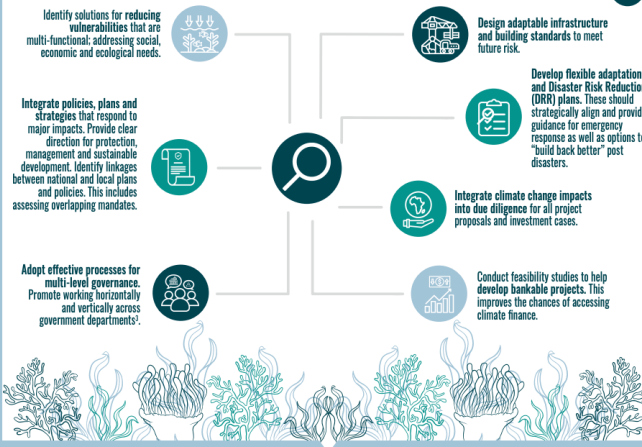 Identify solutions for reducing
vulnerabilities that are
multi-functional; addressing social,
economic and ecological needs.
Integrate policies, plans and
strategies that respond to
major impacts. Provide clear
direction for protection,
management and sustainable
development. Identify linkages
between national and local plans
and policies. This includes
assessing overlapping mandates.
Adopt effective processes for
multi-level governance.
Promote working horizontally
and vertically across
government departments³.
Design adaptable infrastructure
and building standards to meet
future risk.
Develop flexible adaptation
and Disaster Risk Reduction
(DRR) plans. These should
strategically align and provid
guidance for emergency
response as well as options t
"build back better" post
disasters.
Integrate climate change impacts
into due diligence for all project
proposals and investment cases.
Conduct feasibility studies to help
develop bankable projects. This
improves the chances of accessing
climate finance.